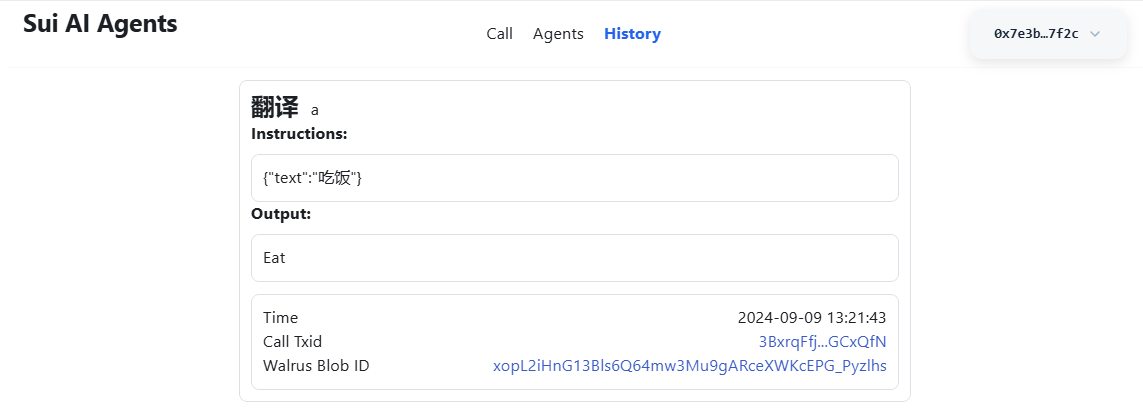 Sui AI Agents
Call Agents History
0x7e3b...7f2c
翻译 a
Instructions:
{"text":"吃饭"}
Output:
Eat
Time 2024-09-09 13:21:43
Call Txid 3BxrqFfj...GCxQfN
Walrus Blob ID xopL2iHnG13Bls6Q64mw3Mu9gARceXWKcEPG_Pyzlhs